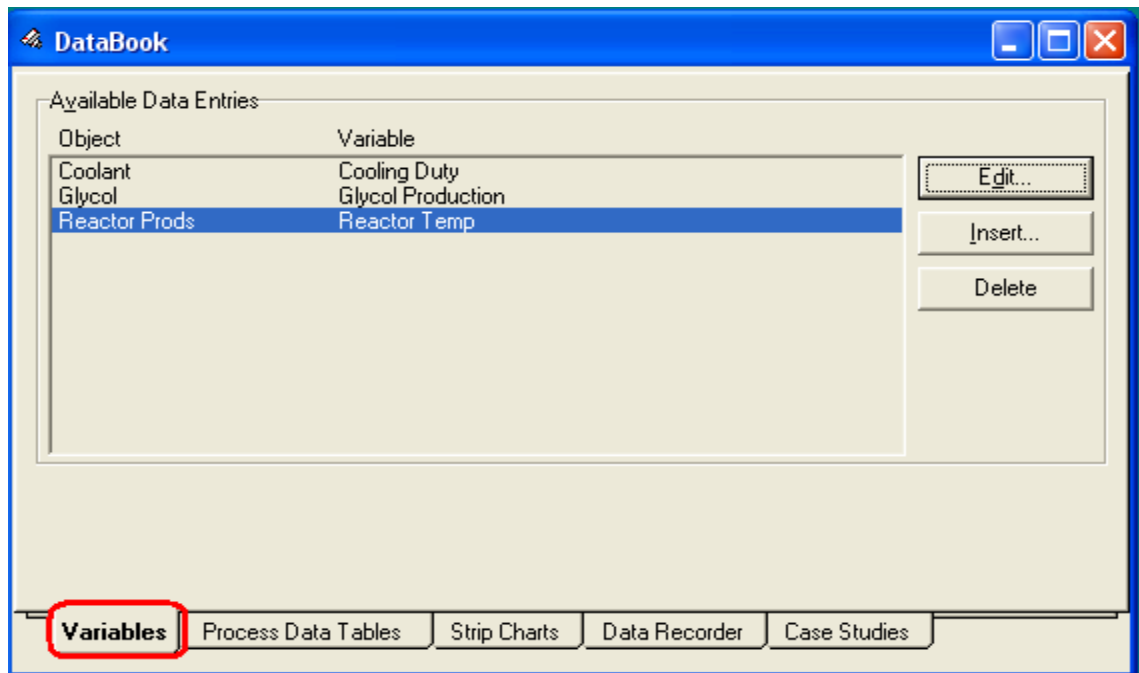 DataBook
Available Data Entries
Object Variable
Coolant Cooling Duty
Glycol Glycol Production
Reactor Prods Reactor Temp
Edit...
Insert...
Delete
Variables Process Data Tables Strip Charts Data Recorder Case Studies